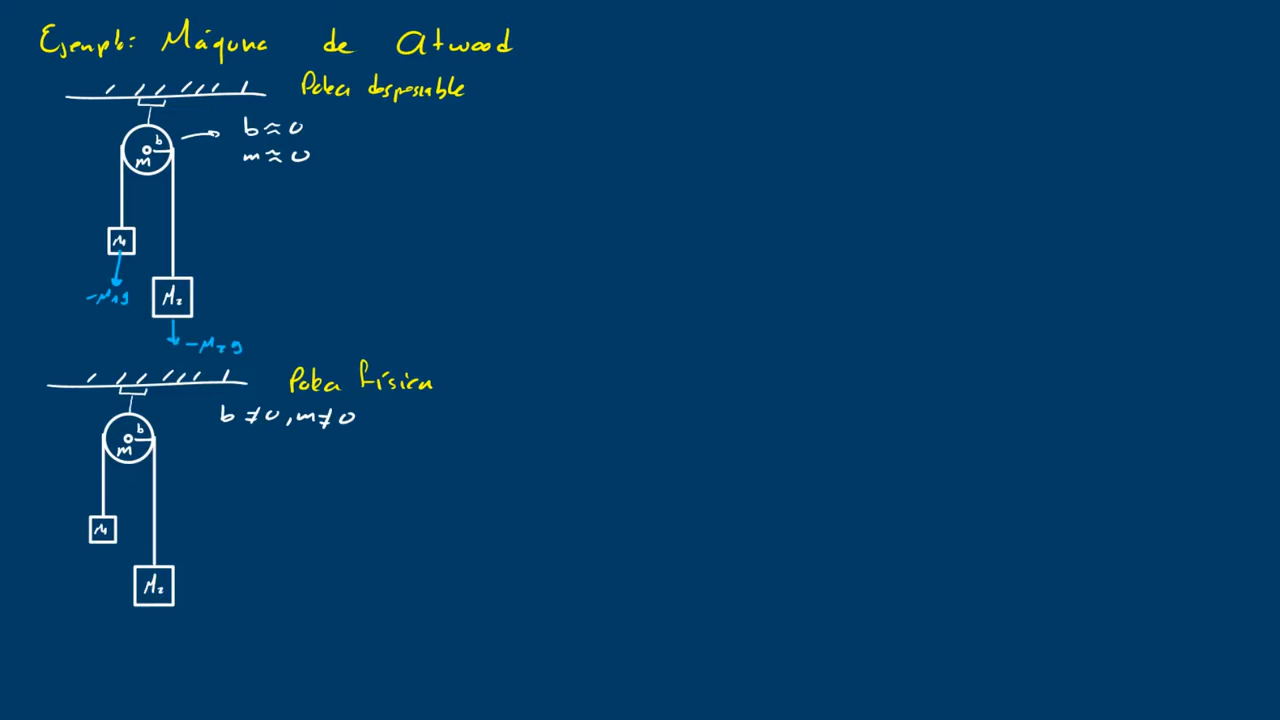 Ejemplo: Máquina de Atwood
Polea despreciable
b ≈ 0
m ≈ 0
b
m
M₁
-M₁g
M₂
-M₂g
Polea física
b ≠ 0, m ≠ 0
b
m
M₁
M₂